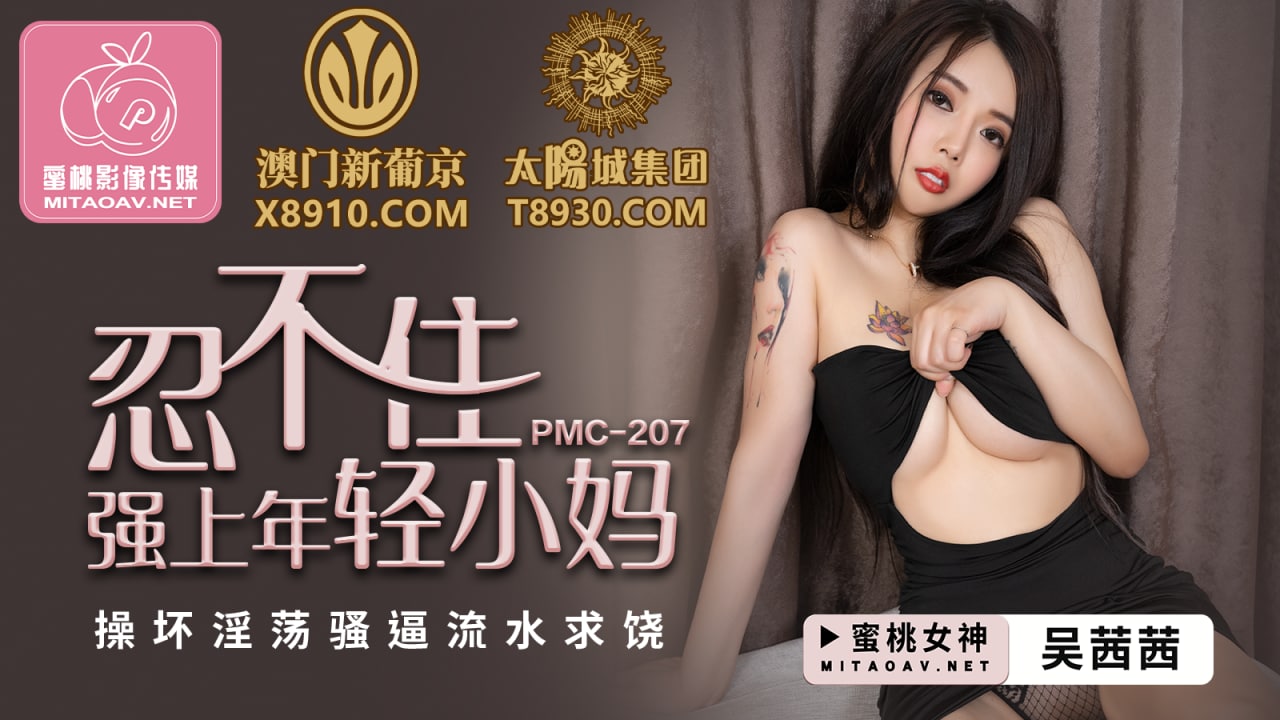 蜜桃影像传媒
MITAOAV.NET
澳门新葡京
X8910.COM
太陽城集团
T8930.COM
忍不住
PMC-207
强上年轻小妈
操坏淫荡骚逼流水求饶
▶蜜桃女神
MITAOAV.NET
吴茜茜